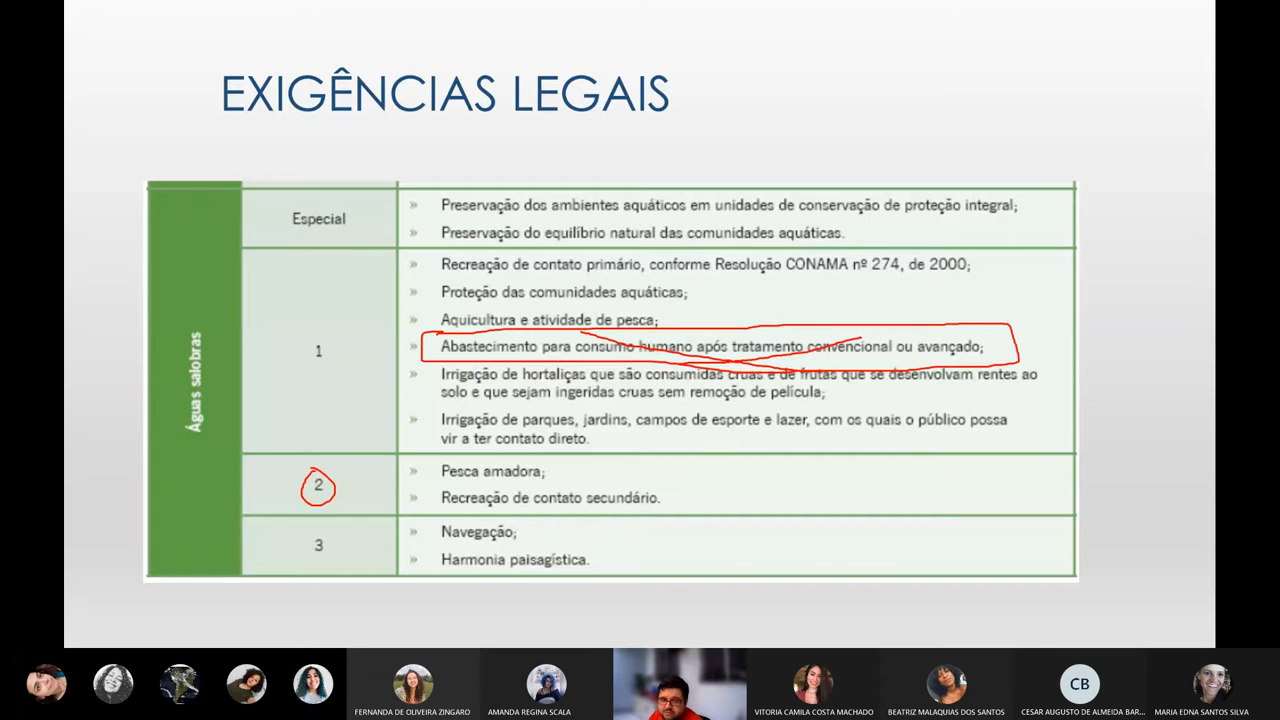 EXIGÊNCIAS LEGAIS
Águas salobras
Especial
» Preservação dos ambientes aquáticos em unidades de conservação de proteção integral;
» Preservação do equilíbrio natural das comunidades aquáticas.
1
» Recreação de contato primário, conforme Resolução CONAMA nº 274, de 2000;
» Proteção das comunidades aquáticas;
» Aquicultura e atividade de pesca;
» Abastecimento para consumo humano após tratamento convencional ou avançado;
» Irrigação de hortaliças que são consumidas cruas e de frutas que se desenvolvam rentes ao
solo e que sejam ingeridas cruas sem remoção de película;
» Irrigação de parques, jardins, campos de esporte e lazer, com os quais o público possa
vir a ter contato direto.
2
» Pesca amadora;
» Recreação de contato secundário.
3
» Navegação;
» Harmonia paisagística.
CB
FERNANDA DE OLIVEIRA ZINGARO
AMANDA REGINA SCALA
VITORIA CAMILA COSTA MACHADO
BEATRIZ MALAQUIAS DOS SANTOS
CESAR AUGUSTO DE ALMEIDA BAR...
MARIA EDNA SANTOS SILVA